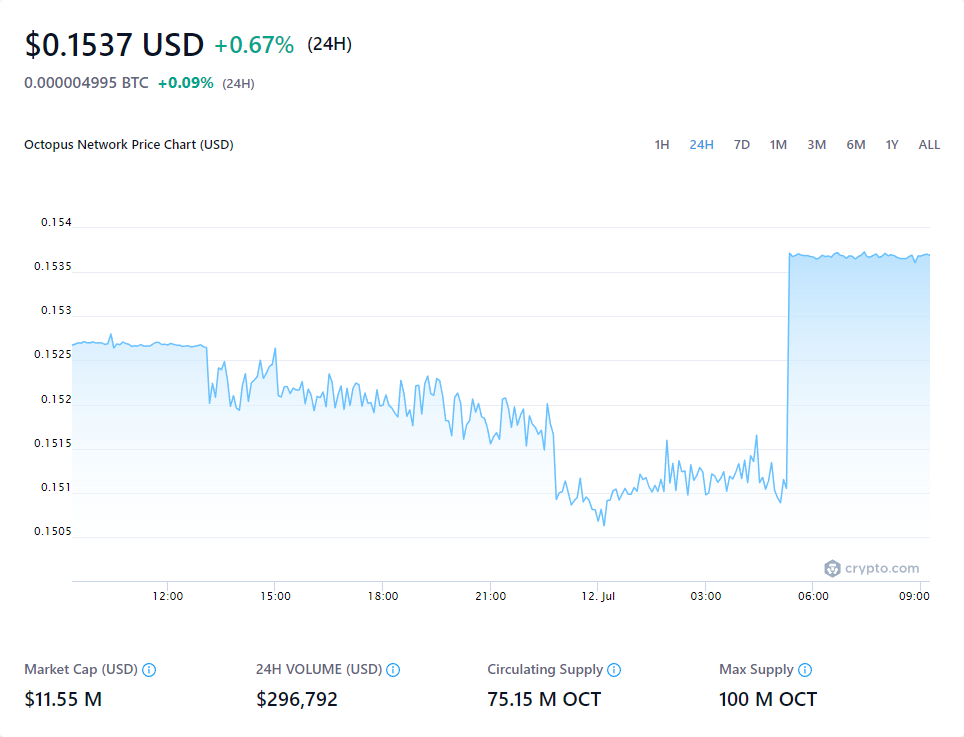 $0.1537 USD +0.67% (24H)
0.000004995 BTC +0.09% (24H)
Octopus Network Price Chart (USD) 1H 24H 7D 1M 3M 6M 1Y ALL
0.154
0.1535
0.153
0.1525
0.152
0.1515
0.151
0.1505
crypto.com
12:00 15:00 18:00 21:00 12. Jul 03:00 06:00 09:00
Market Cap (USD) 24H VOLUME (USD) Circulating Supply Max Supply
$11.55 M $296,792 75.15 M OCT 100 M OCT